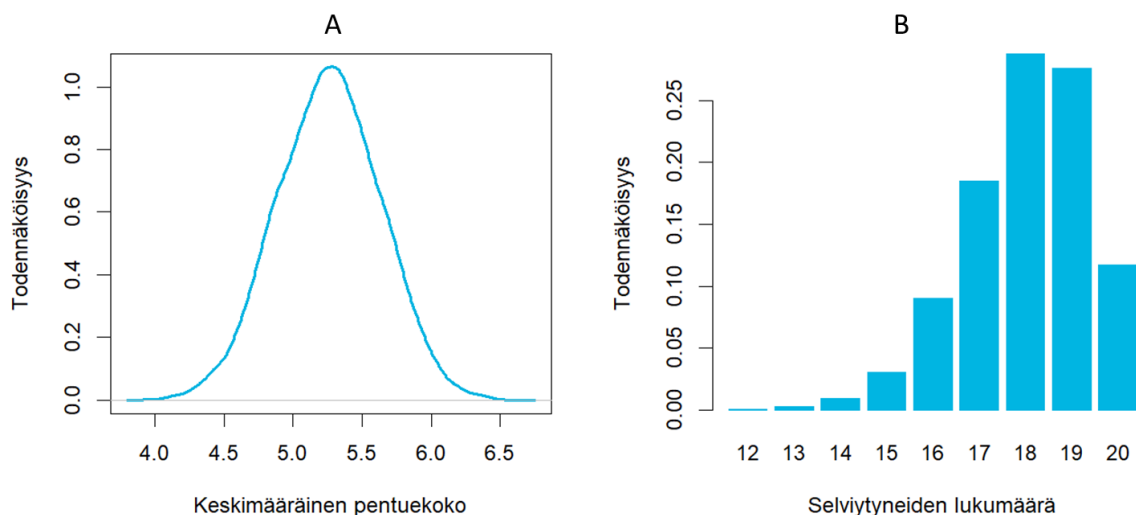 A
Todennäköisyys
1.0
0.8
0.6
0.4
0.2
0.0
4.0 4.5 5.0 5.5 6.0 6.5
Keskimääräinen pentuekoko
B
Todennäköisyys
0.25
0.20
0.15
0.10
0.05
0.00
12 13 14 15 16 17 18 19 20
Selviytyneiden lukumäärä